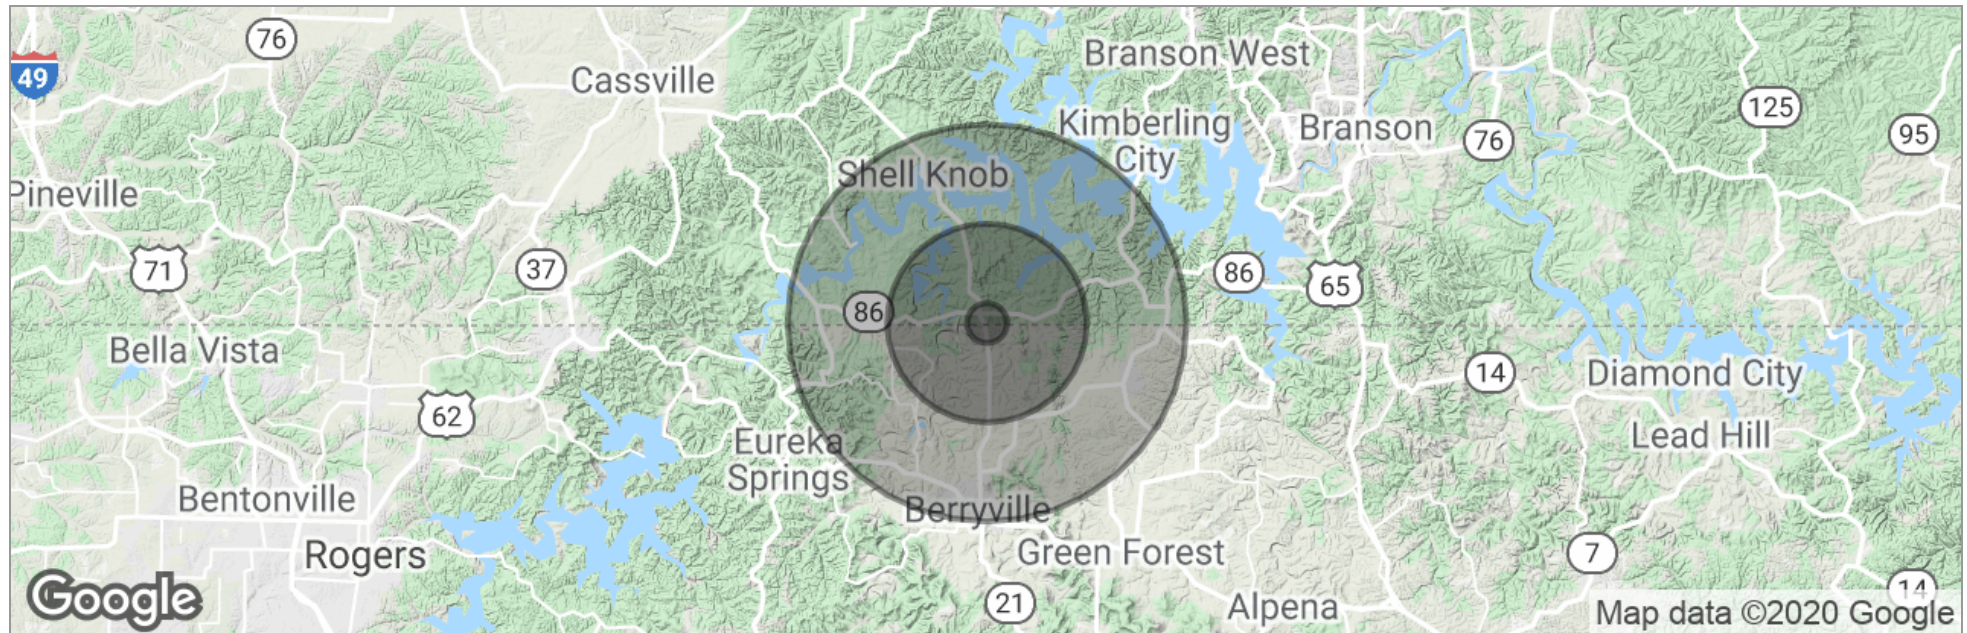 76
49
Cassville
Branson West
125
Kimberling
City
Branson
76
95
Shell Knob
Pineville
71
37
86
65
86
Bella Vista
62
14
Diamond City
Eureka
Springs
Lead Hill
Bentonville
Berryville
Rogers
Green Forest
7
Google
21
Alpena
14
Map data ©2020 Google